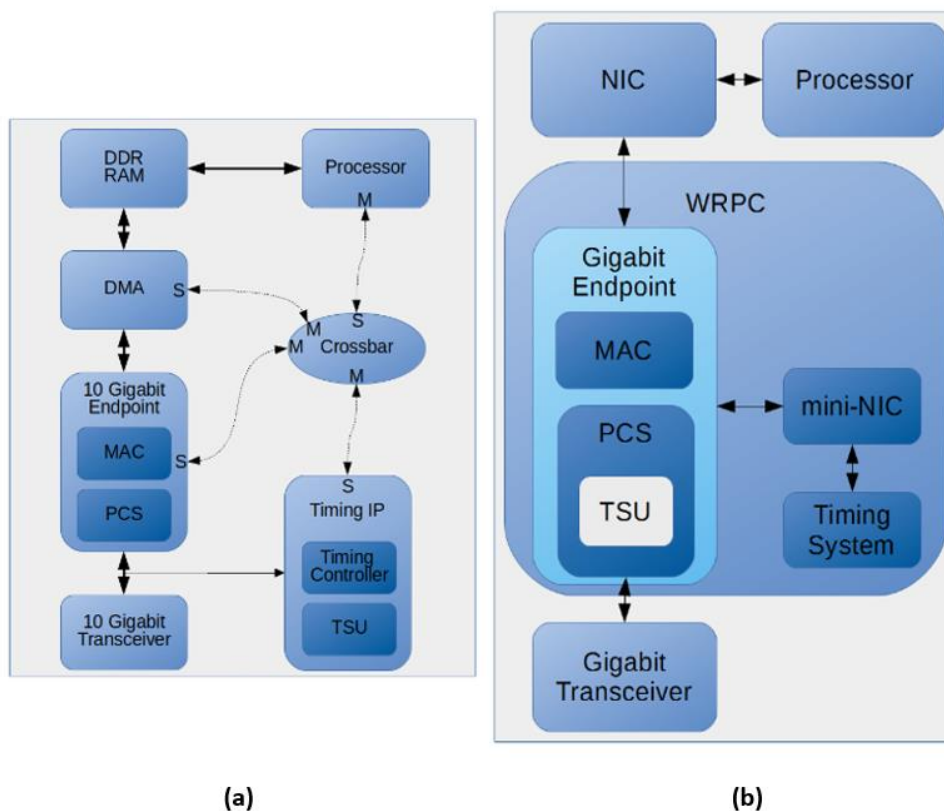 DDR
RAM
Processor
M
DMA
S
M
S
M
Crossbar
M
10 Gigabit
Endpoint
MAC
S
PCS
S
Timing IP
Timing
Controller
TSU
10 Gigabit
Transceiver
(a)
NIC
Processor
WRPC
Gigabit
Endpoint
MAC
PCS
TSU
mini-NIC
Timing
System
Gigabit
Transceiver
(b)